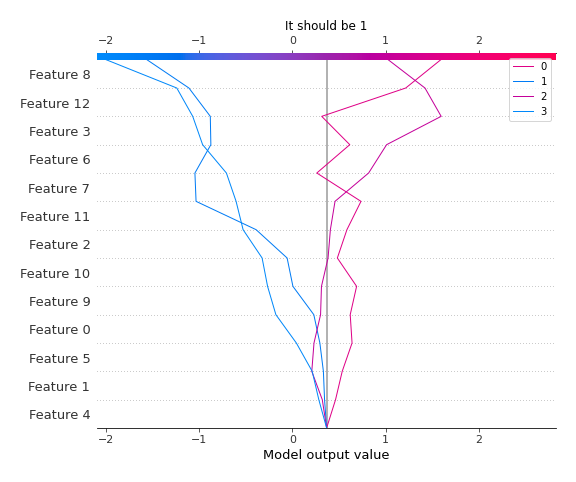 It should be 1
−2 −1 0 1 2
0
1
2
3
Feature 8
Feature 12
Feature 3
Feature 6
Feature 7
Feature 11
Feature 2
Feature 10
Feature 9
Feature 0
Feature 5
Feature 1
Feature 4
−2 −1 0 1 2
Model output value